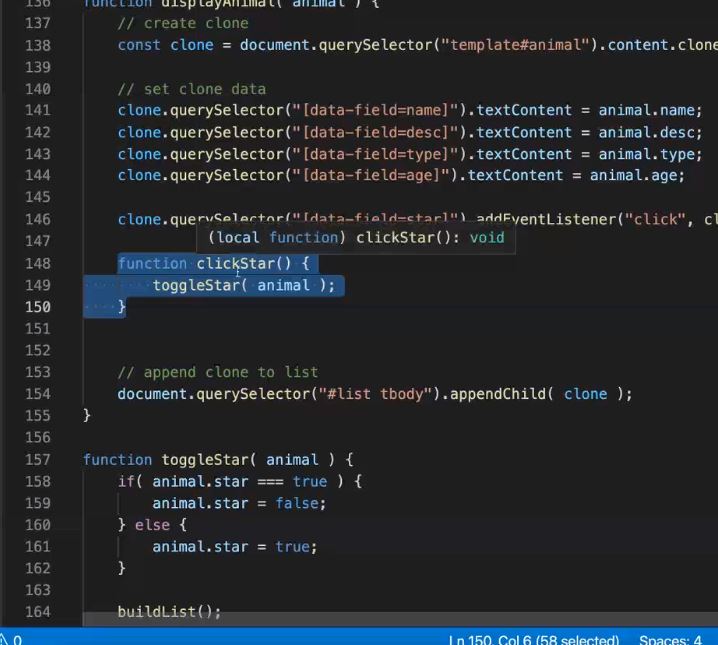 136 function displayAnimal( animal ) {
137 // create clone
138 const clone = document.querySelector("template#animal").content.clone
139
140 // set clone data
141 clone.querySelector("[data-field=name]").textContent = animal.name;
142 clone.querySelector("[data-field=desc]").textContent = animal.desc;
143 clone.querySelector("[data-field=type]").textContent = animal.type;
144 clone.querySelector("[data-field=age]").textContent = animal.age;
145
146 clone.querySelector("[data-field=star]").addEventListener("click", cl
147
(local function) clickStar(): void
148 function clickStar() {
149 toggleStar( animal );
150 }
151
152
153 // append clone to list
154 document.querySelector("#list tbody").appendChild( clone );
155 }
156
157 function toggleStar( animal ) {
158 if( animal.star === true ) {
159 animal.star = false;
160 } else {
161 animal.star = true;
162 }
163
164 buildList();
0 Ln 150, Col 6 (58 selected) Spaces: 4